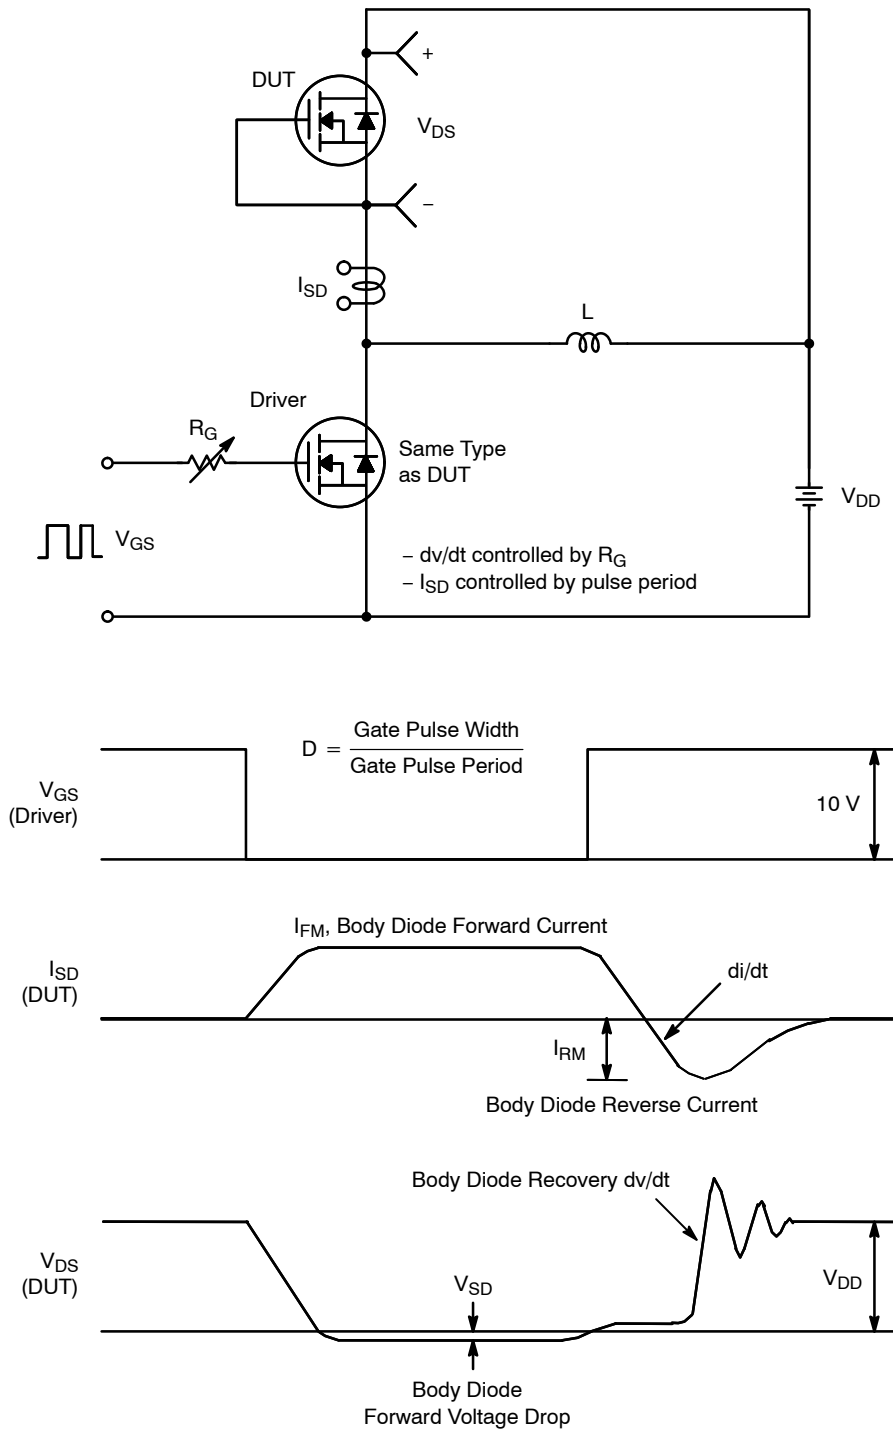 +
DUT
V_DS
−
I_SD
L
Driver
R_G
Same Type
as DUT
V_DD
V_GS
− dv/dt controlled by R_G
− I_SD controlled by pulse period
D = Gate Pulse Width
Gate Pulse Period
V_GS
(Driver)
10 V
I_FM, Body Diode Forward Current
I_SD
(DUT)
di/dt
I_RM
Body Diode Reverse Current
Body Diode Recovery dv/dt
V_DS
(DUT)
V_SD
V_DD
Body Diode
Forward Voltage Drop